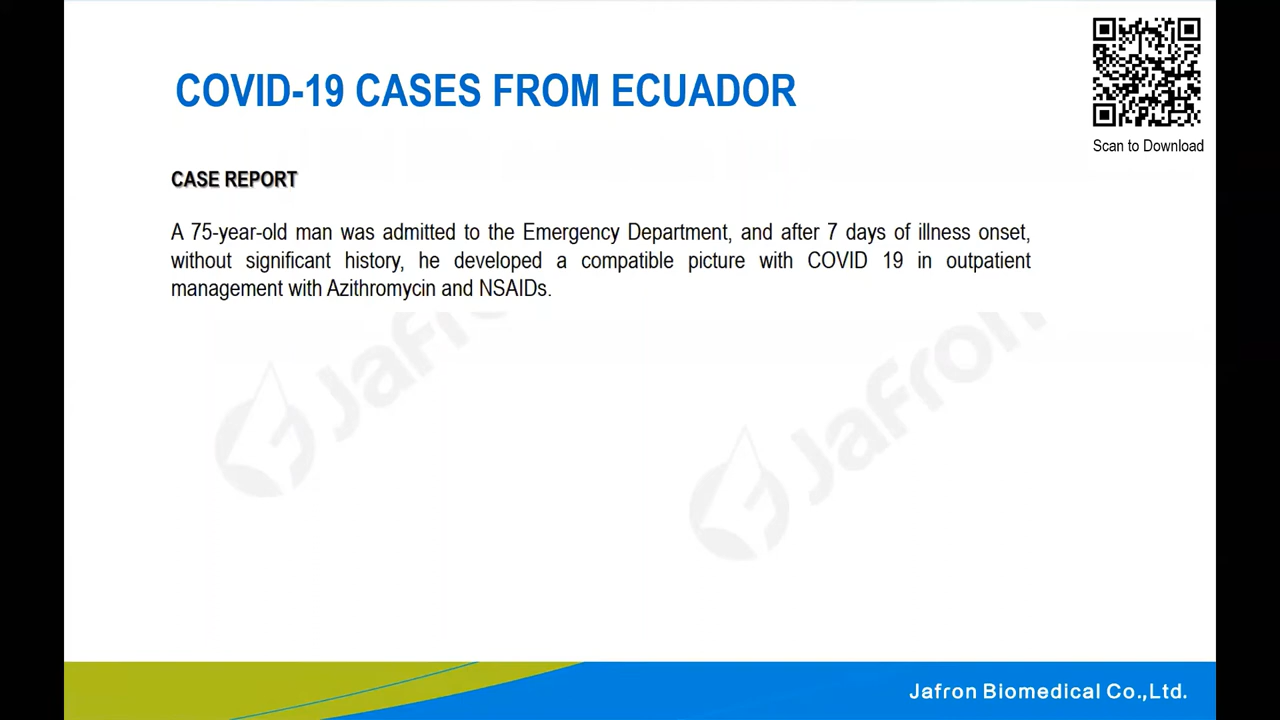 COVID-19 CASES FROM ECUADOR
Scan to Download
CASE REPORT
A 75-year-old man was admitted to the Emergency Department, and after 7 days of illness onset,
without significant history, he developed a compatible picture with COVID 19 in outpatient
management with Azithromycin and NSAIDs.
Jafron
Jafron
Jafron Biomedical Co.,Ltd.